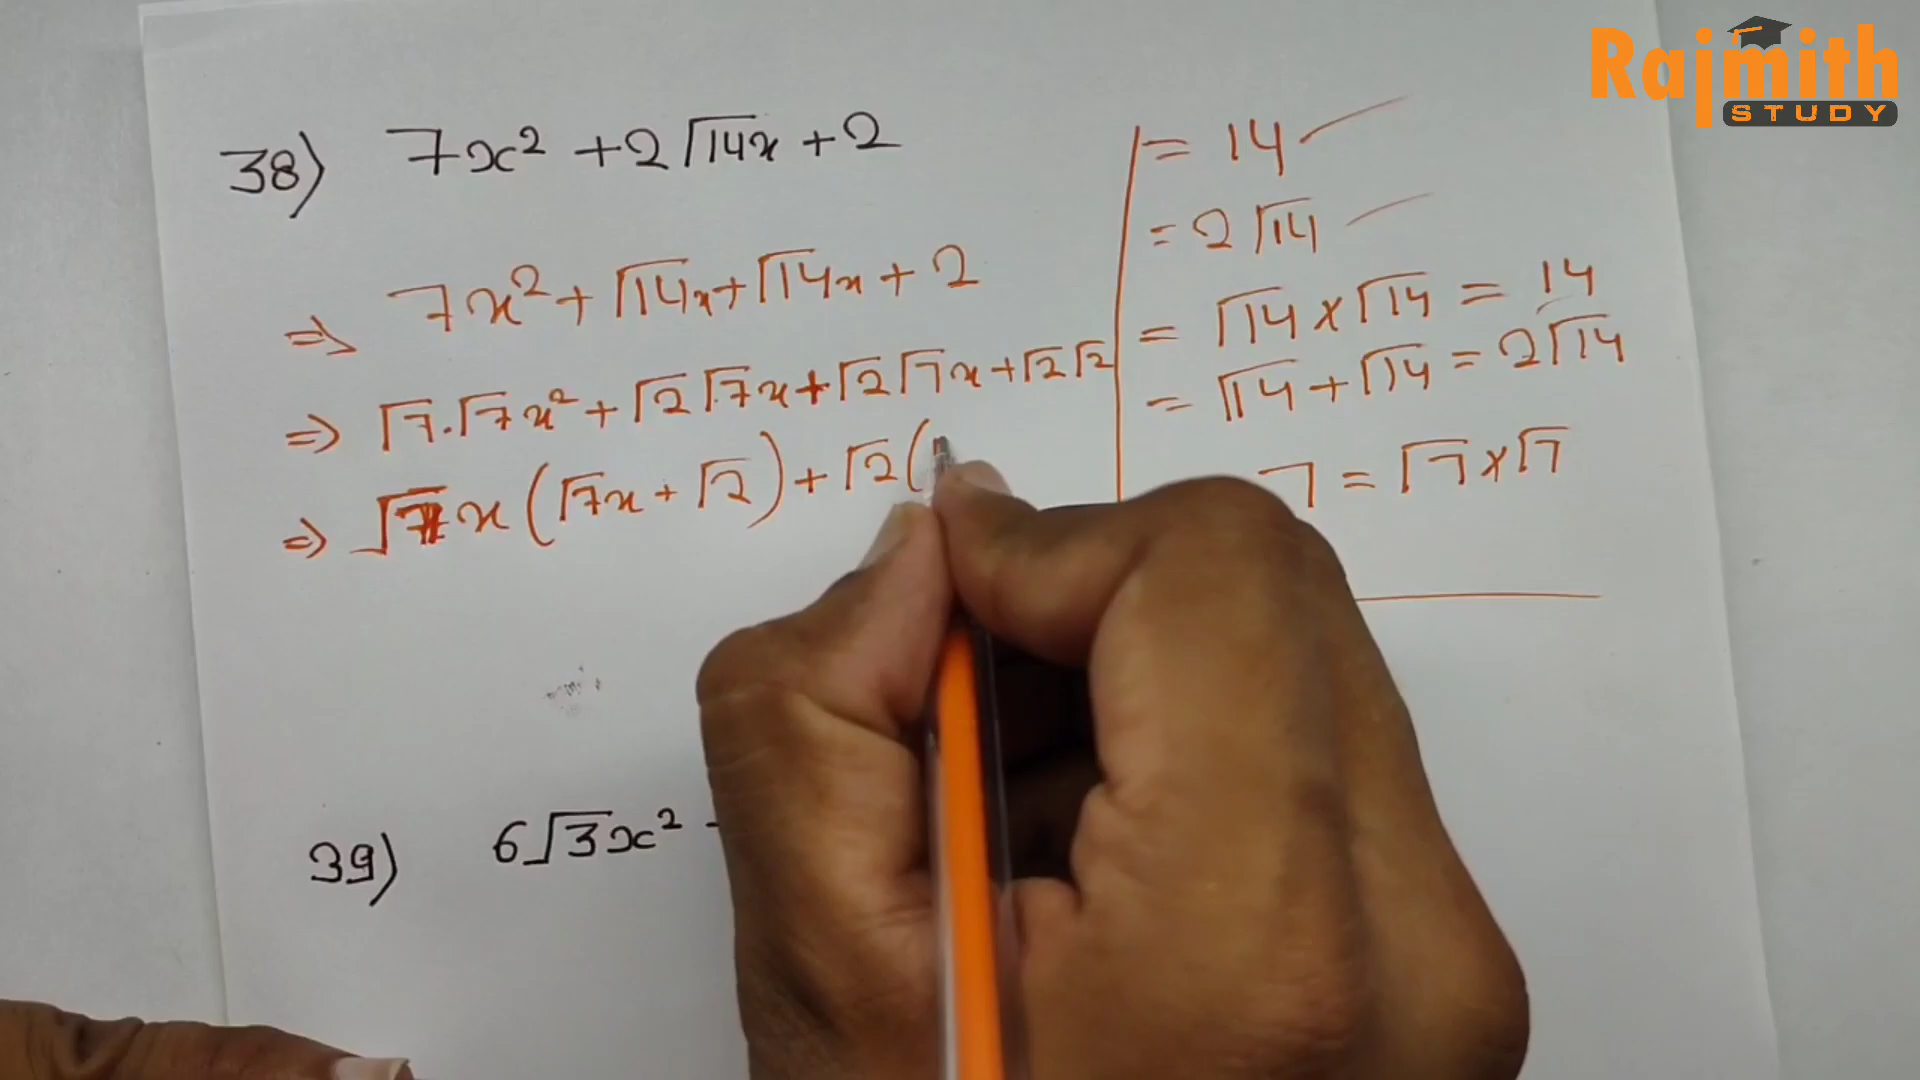 Rajmith
STUDY
38) 7x² + 2√14x + 2
⇒ 7x² + √14x + √14x + 2
⇒ √7.√7x² + √2√7x + √2√7x + √2√2
⇒ √7x (√7x + √2) + √2 (
= 14
= 2√14
= √14 × √14 = 14
= √14 + √14 = 2√14
7 = √7 × √7
39) 6√3x² -